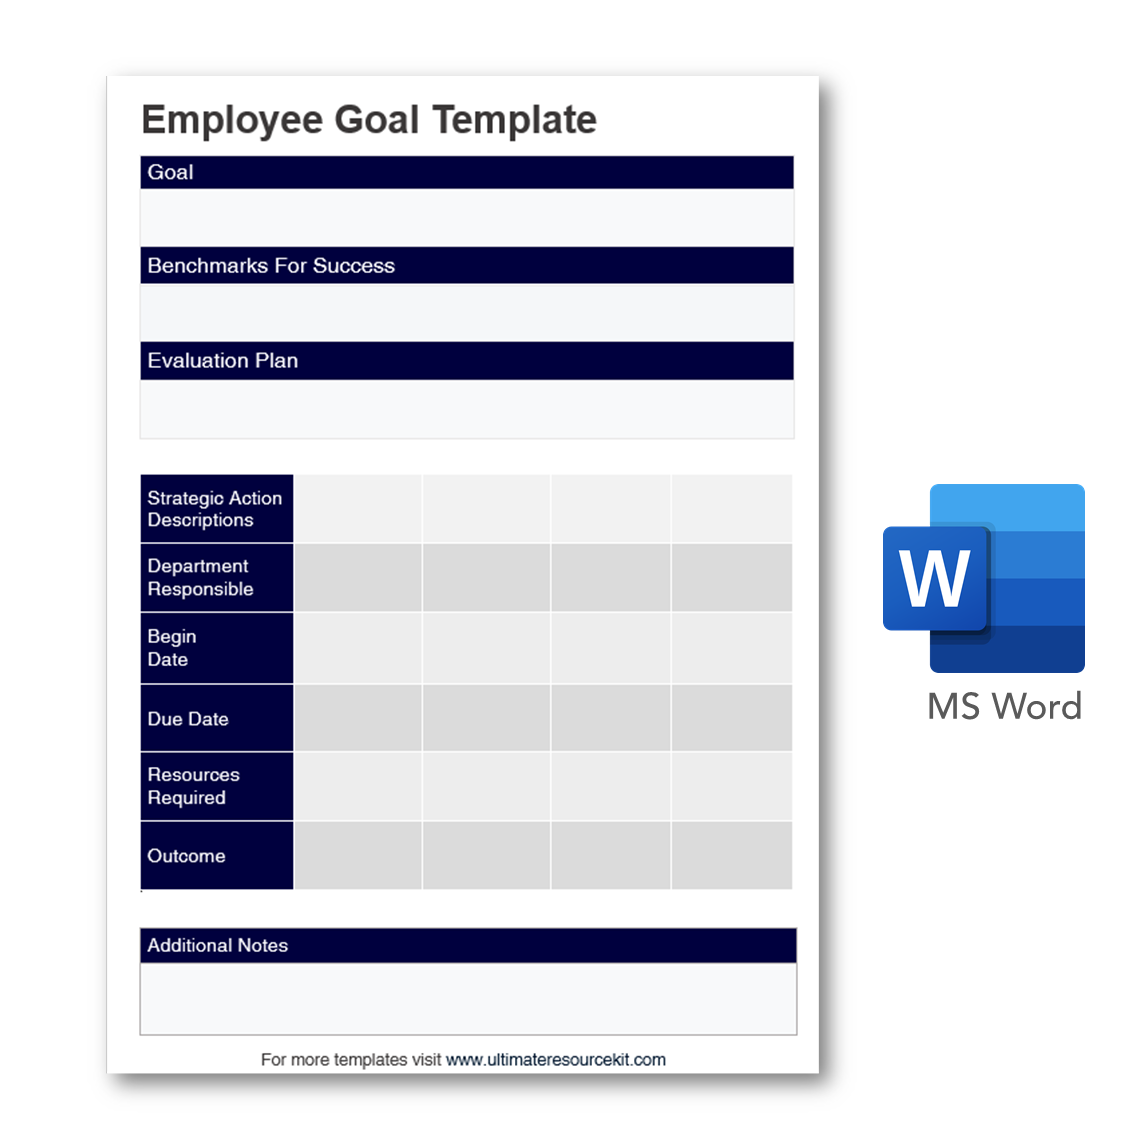 Employee Goal Template
Goal
Benchmarks For Success
Evaluation Plan
Strategic Action
Descriptions
Department
Responsible
Begin
Date
Due Date
Resources
Required
Outcome
Additional Notes
For more templates visit www.ultimateresourcekit.com
W
MS Word